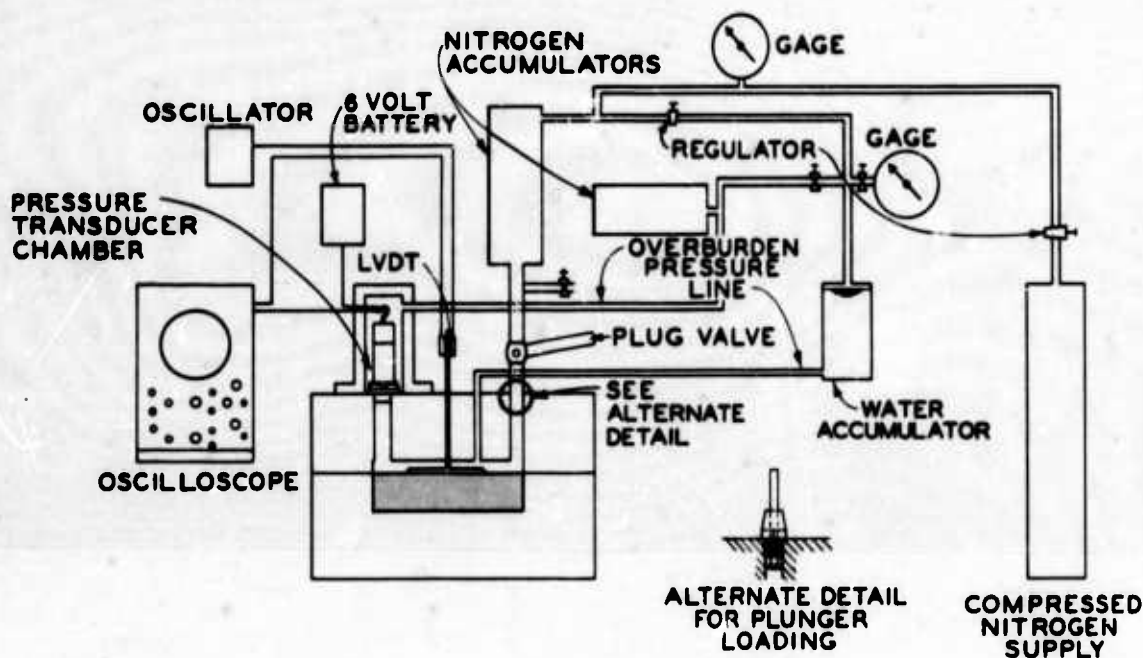 NITROGEN
ACCUMULATORS
GAGE
OSCILLATOR
6 VOLT
BATTERY
REGULATOR
GAGE
PRESSURE
TRANSDUCER
CHAMBER
LVDT
OVERBURDEN
PRESSURE
LINE
PLUG VALVE
SEE
ALTERNATE
DETAIL
WATER
ACCUMULATOR
OSCILLOSCOPE
ALTERNATE DETAIL
FOR PLUNGER
LOADING
COMPRESSED
NITROGEN
SUPPLY